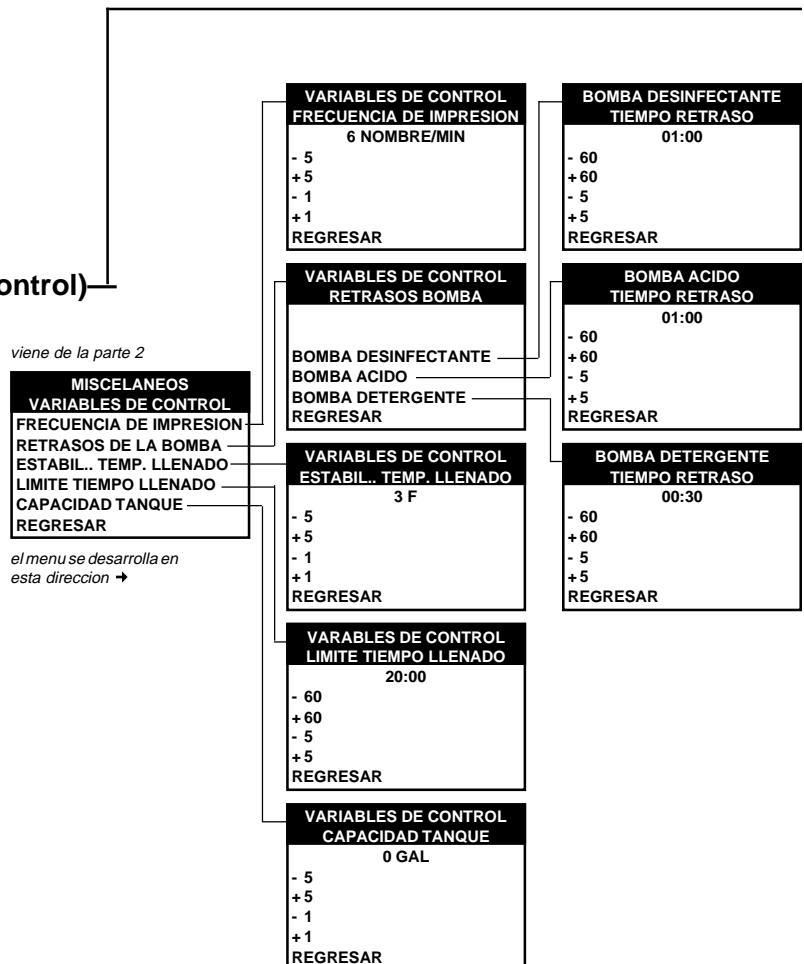 ontrol)
viene de la parte 2
MISCELANEOS
VARIABLES DE CONTROL
FRECUENCIA DE IMPRESION
RETRASOS DE LA BOMBA
ESTABIL.. TEMP. LLENADO
LIMITE TIEMPO LLENADO
CAPACIDAD TANQUE
REGRESAR
el menu se desarrolla en
esta direccion →
VARIABLES DE CONTROL
FRECUENCIA DE IMPRESION
6 NOMBRE/MIN
- 5
+5
- 1
+1
REGRESAR
VARIABLES DE CONTROL
RETRASOS BOMBA
BOMBA DESINFECTANTE
BOMBA ACIDO
BOMBA DETERGENTE
REGRESAR
VARIABLES DE CONTROL
ESTABIL.. TEMP. LLENADO
3 F
- 5
+5
- 1
+1
REGRESAR
VARABLES DE CONTROL
LIMITE TIEMPO LLENADO
20:00
- 60
+60
- 5
+5
REGRESAR
VARIABLES DE CONTROL
CAPACIDAD TANQUE
0 GAL
- 5
+5
- 1
+1
REGRESAR
BOMBA DESINFECTANTE
TIEMPO RETRASO
01:00
- 60
+60
- 5
+5
REGRESAR
BOMBA ACIDO
TIEMPO RETRASO
01:00
- 60
+60
- 5
+5
REGRESAR
BOMBA DETERGENTE
TIEMPO RETRASO
00:30
- 60
+60
- 5
+5
REGRESAR